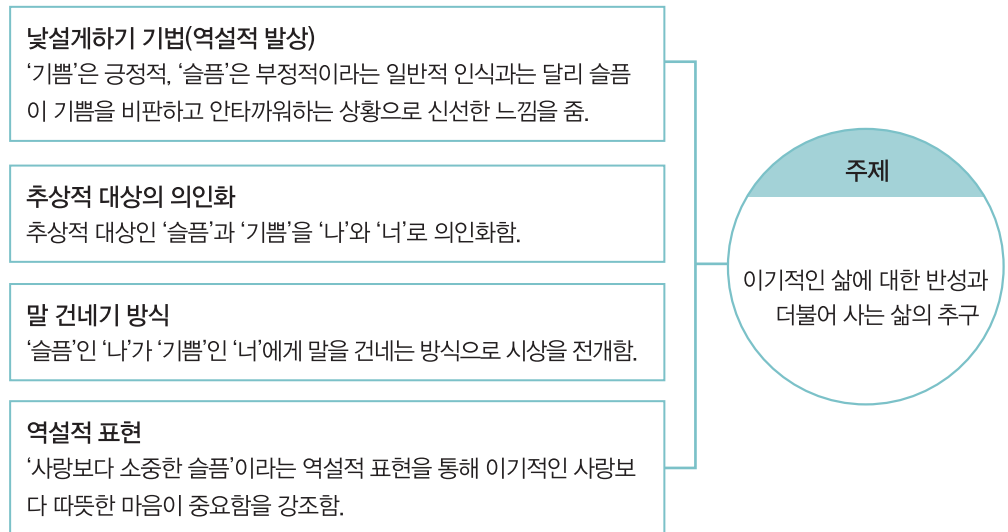 낯설게하기 기법(역설적 발상)
‘기쁨’은 긍정적, ‘슬픔’은 부정적이라는 일반적 인식과는 달리 슬픔
이 기쁨을 비판하고 안타까워하는 상황으로 신선한 느낌을 줌.
추상적 대상의 의인화
추상적 대상인 ‘슬픔’과 ‘기쁨’을 ‘나’와 ‘너’로 의인화함.
말 건네기 방식
‘슬픔’인 ‘나’가 ‘기쁨’인 ‘너’에게 말을 건네는 방식으로 시상을 전개함.
역설적 표현
‘사랑보다 소중한 슬픔’이라는 역설적 표현을 통해 이기적인 사랑보
다 따뜻한 마음이 중요함을 강조함.
주제
이기적인 삶에 대한 반성과
더불어 사는 삶의 추구